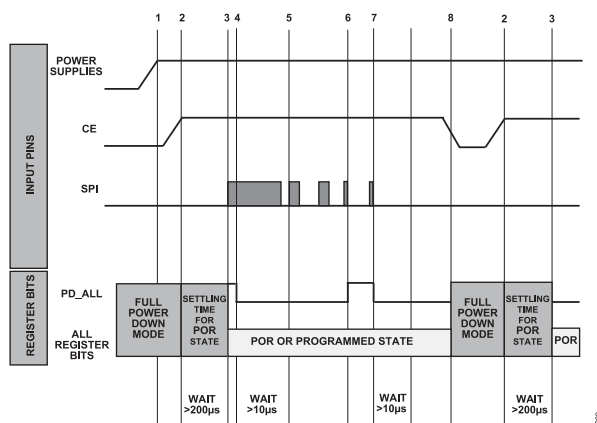 1 2 3 4 5 6 7 8 2 3
INPUT PINS
POWER
SUPPLIES
CE
SPI
REGISTER BITS
PD_ALL
ALL
REGISTER
BITS
FULL
POWER
DOWN
MODE
SETTLING
TIME
FOR
POR
STATE
POR OR PROGRAMMED STATE
FULL
POWER
DOWN
MODE
SETTLING
TIME
FOR
POR
STATE
POR
WAIT
>200µs
WAIT
>10µs
WAIT
>10µs
WAIT
>200µs